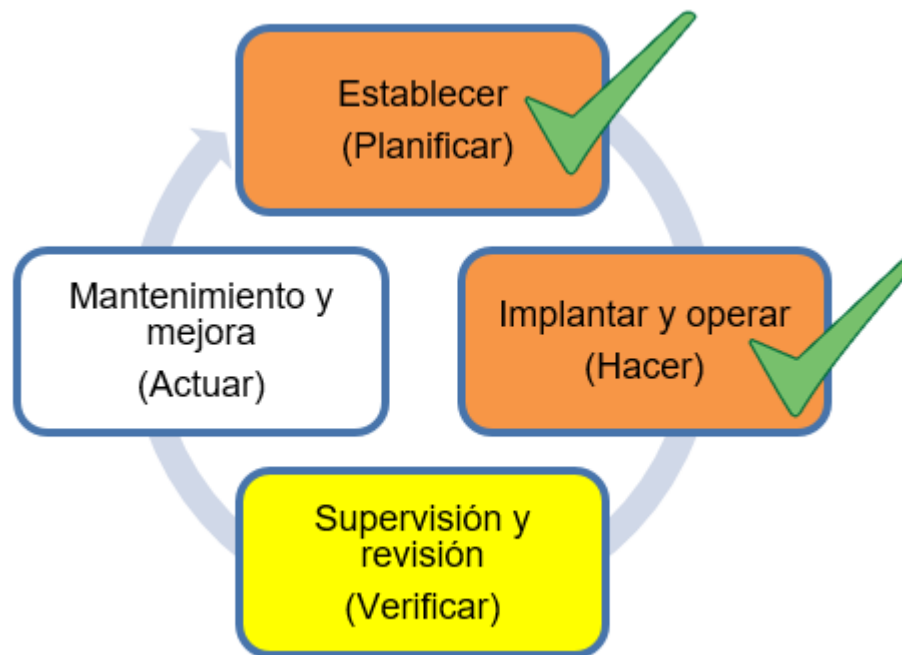 Establecer
(Planificar)
Implantar y operar
(Hacer)
Supervisión y
revisión
(Verificar)
Mantenimiento y
mejora
(Actuar)